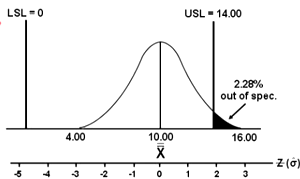 LSL = 0
USL = 14.00
2.28%
out of spec.
4.00 10.00 16.00
X
-5 -4 -3 -2 -1 0 1 2 3 Z (σ̂)